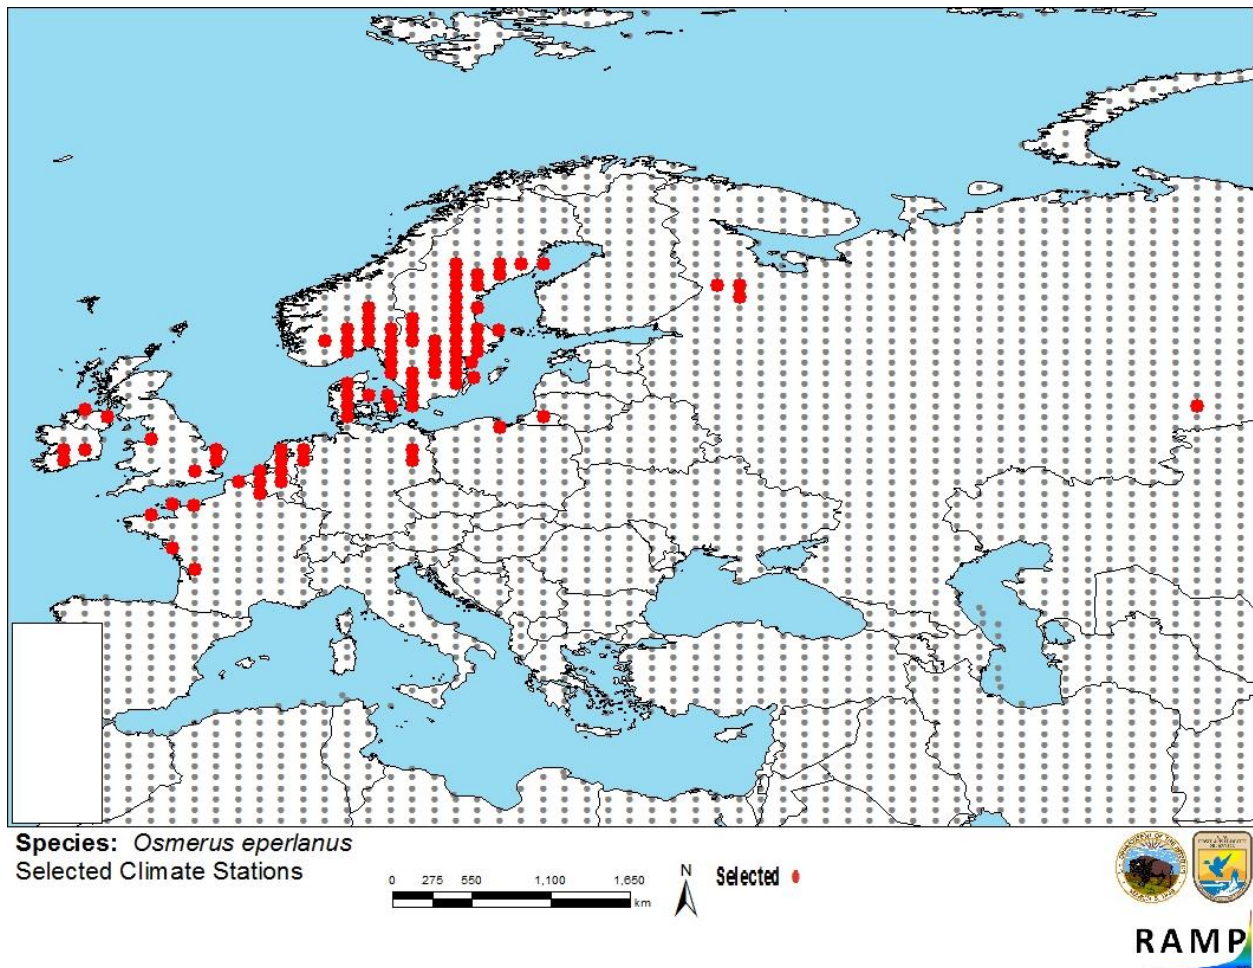 Species: Osmerus eperlanus
Selected Climate Stations
0 275 550 1,100 1,650
km
N
Selected
RAMP